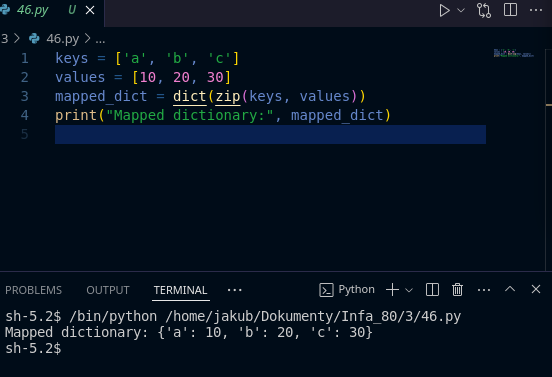 46.py U
3 > 46.py > ...
1 keys = ['a', 'b', 'c']
2 values = [10, 20, 30]
3 mapped_dict = dict(zip(keys, values))
4 print("Mapped dictionary:", mapped_dict)
5
PROBLEMS OUTPUT TERMINAL ... Python
sh-5.2$ /bin/python /home/jakub/Dokumenty/Infa_80/3/46.py
Mapped dictionary: {'a': 10, 'b': 20, 'c': 30}
sh-5.2$